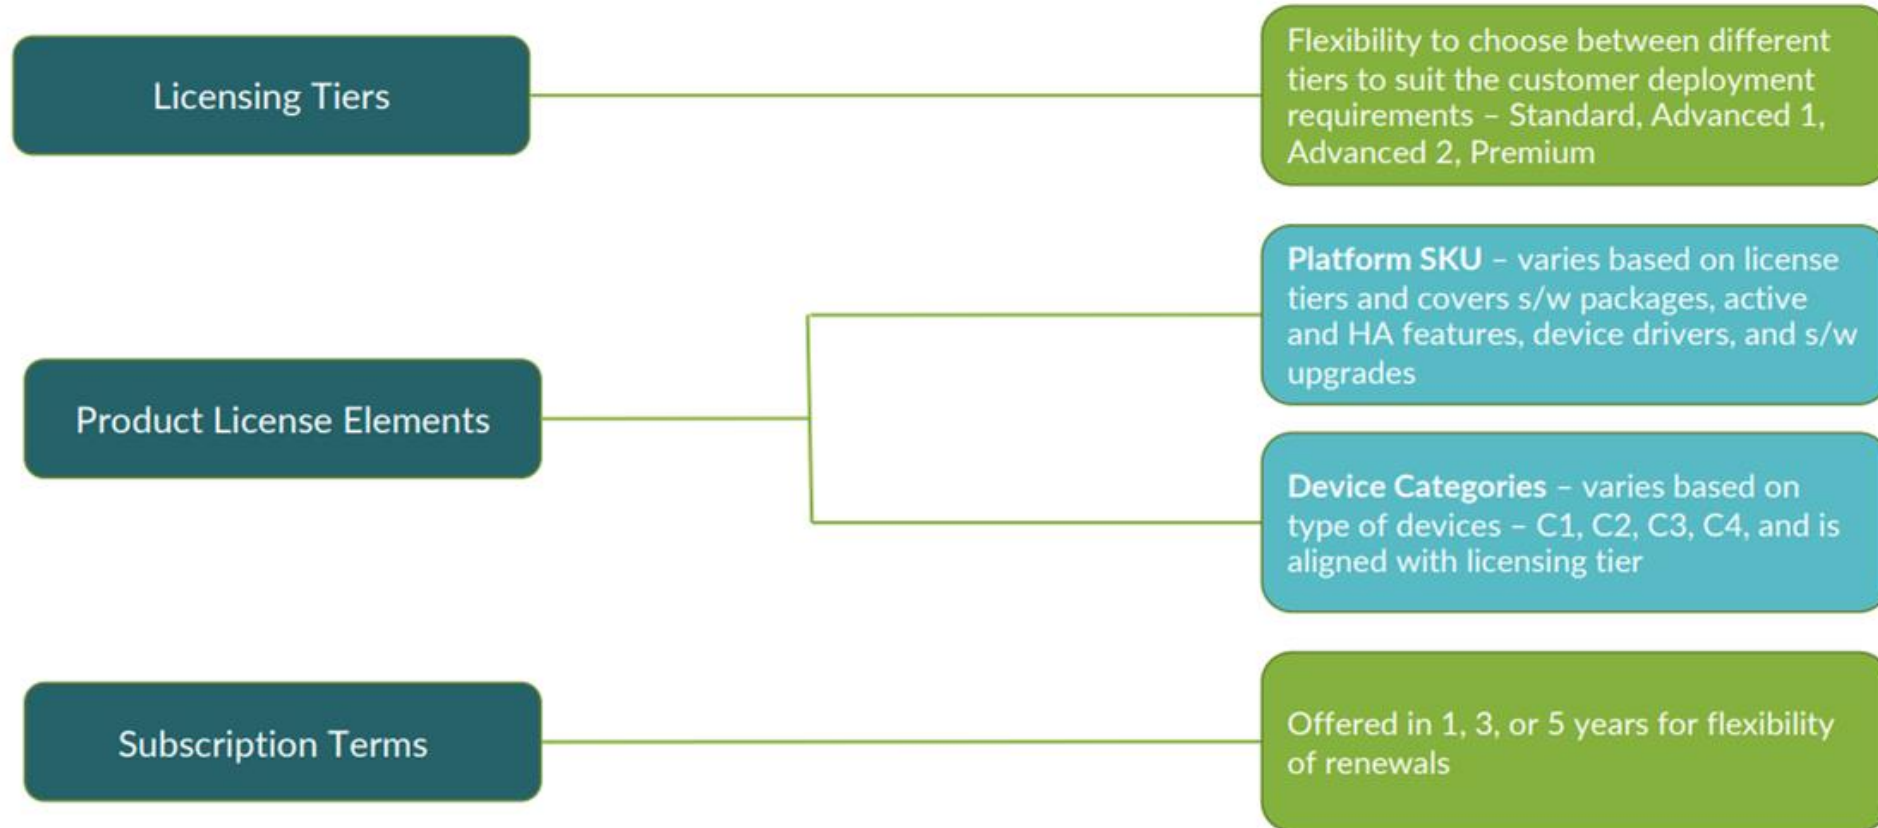 Licensing Tiers
Flexibility to choose between different
tiers to suit the customer deployment
requirements – Standard, Advanced 1,
Advanced 2, Premium
Product License Elements
Platform SKU – varies based on license
tiers and covers s/w packages, active
and HA features, device drivers, and s/w
upgrades
Device Categories – varies based on
type of devices – C1, C2, C3, C4, and is
aligned with licensing tier
Subscription Terms
Offered in 1, 3, or 5 years for flexibility
of renewals